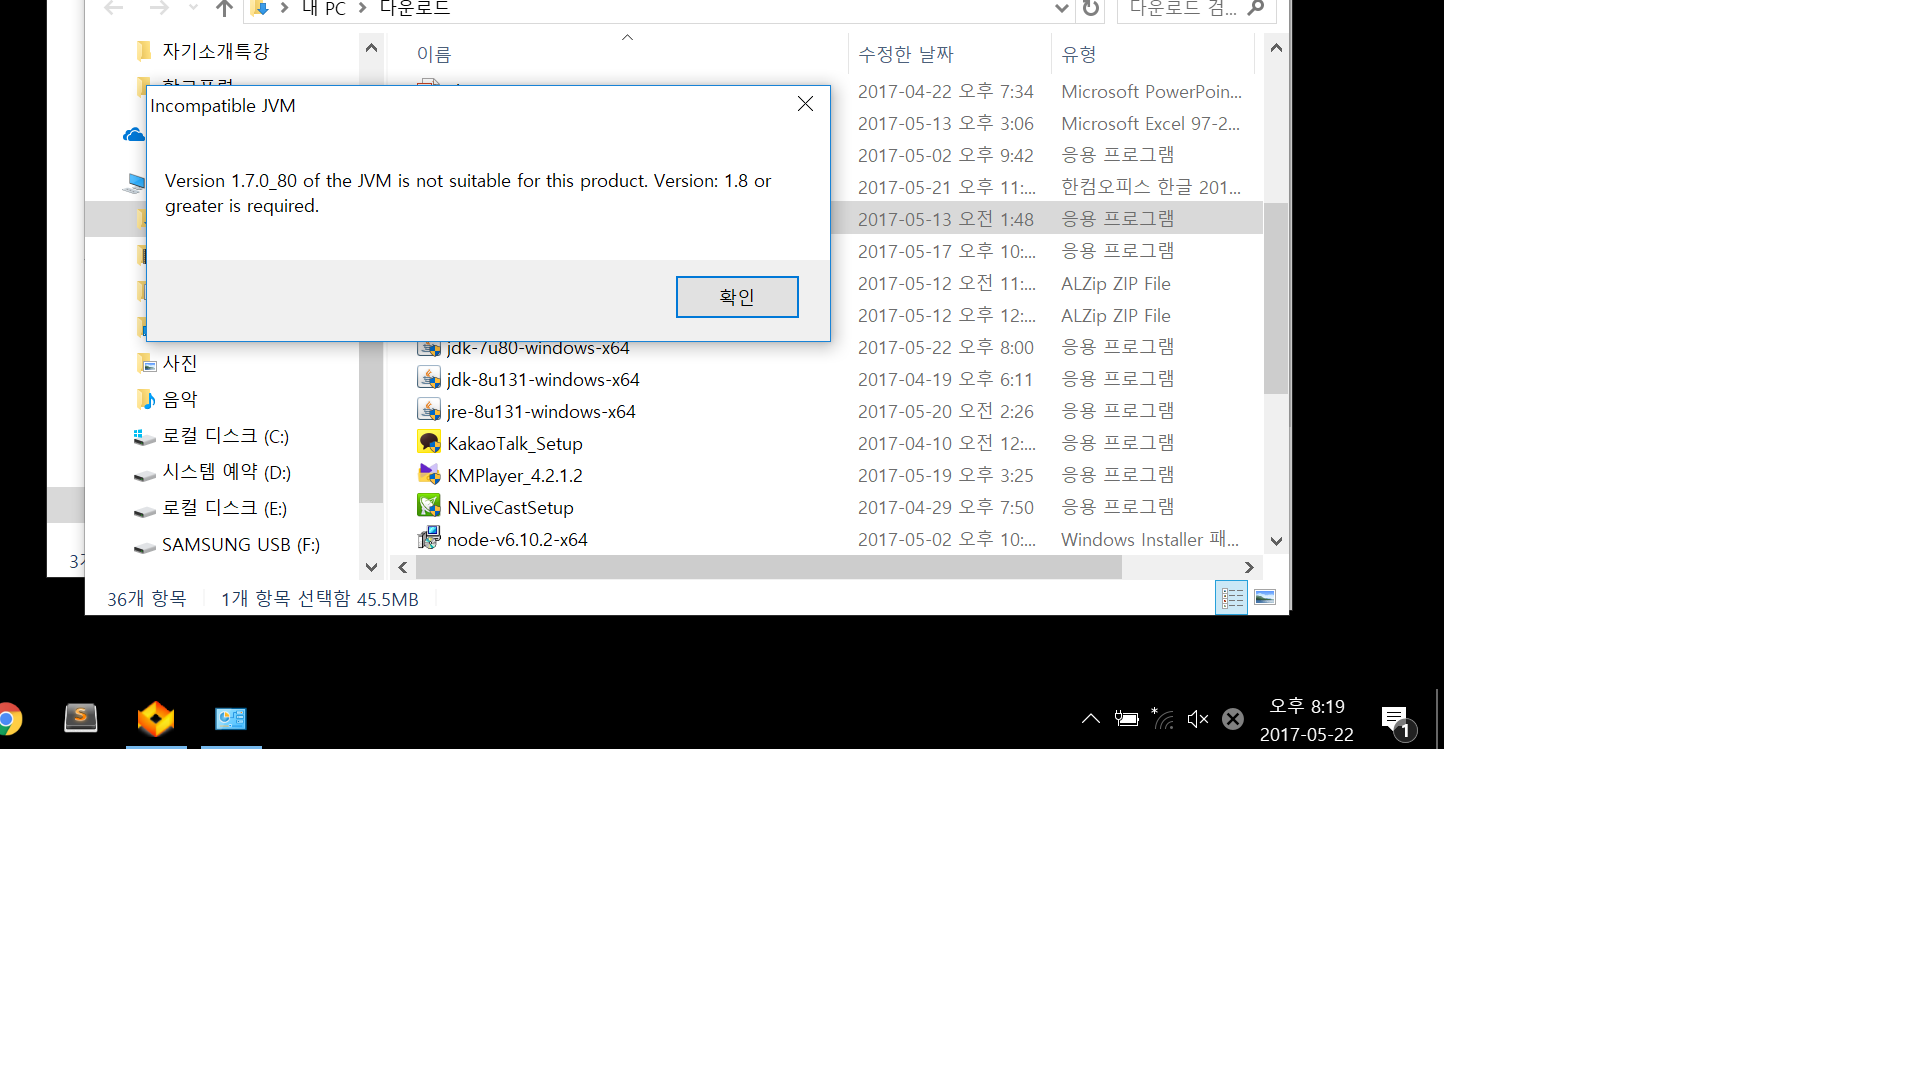 내 PC
다운로드
다운로드 검...
자기소개특강
이름
수정한 날짜
유형
2017-04-22 오후 7:34
Microsoft PowerPoin...
Incompatible JVM
2017-05-13 오후 3:06
Microsoft Excel 97-2...
2017-05-02 오후 9:42
응용 프로그램
Version 1.7.0_80 of the JVM is not suitable for this product. Version: 1.8 or
greater is required.
2017-05-21 오후 11:...
한컴오피스 한글 201...
2017-05-13 오전 1:48
응용 프로그램
2017-05-17 오후 10:...
응용 프로그램
2017-05-12 오전 11:...
ALZip ZIP File
확인
2017-05-12 오후 12:...
ALZip ZIP File
jdk-7u80-windows-x64
2017-05-22 오후 8:00
응용 프로그램
사진
jdk-8u131-windows-x64
2017-04-19 오후 6:11
응용 프로그램
음악
jre-8u131-windows-x64
2017-05-20 오전 2:26
응용 프로그램
로컬 디스크 (C:)
KakaoTalk_Setup
2017-04-10 오전 12:...
응용 프로그램
시스템 예약 (D:)
KMPlayer_4.2.1.2
2017-05-19 오후 3:25
응용 프로그램
로컬 디스크 (E:)
NLiveCastSetup
2017-04-29 오후 7:50
응용 프로그램
SAMSUNG USB (F:)
node-v6.10.2-x64
2017-05-02 오후 10:...
Windows Installer 패...
36개 항목
1개 항목 선택함 45.5MB
오후 8:19
2017-05-22
1